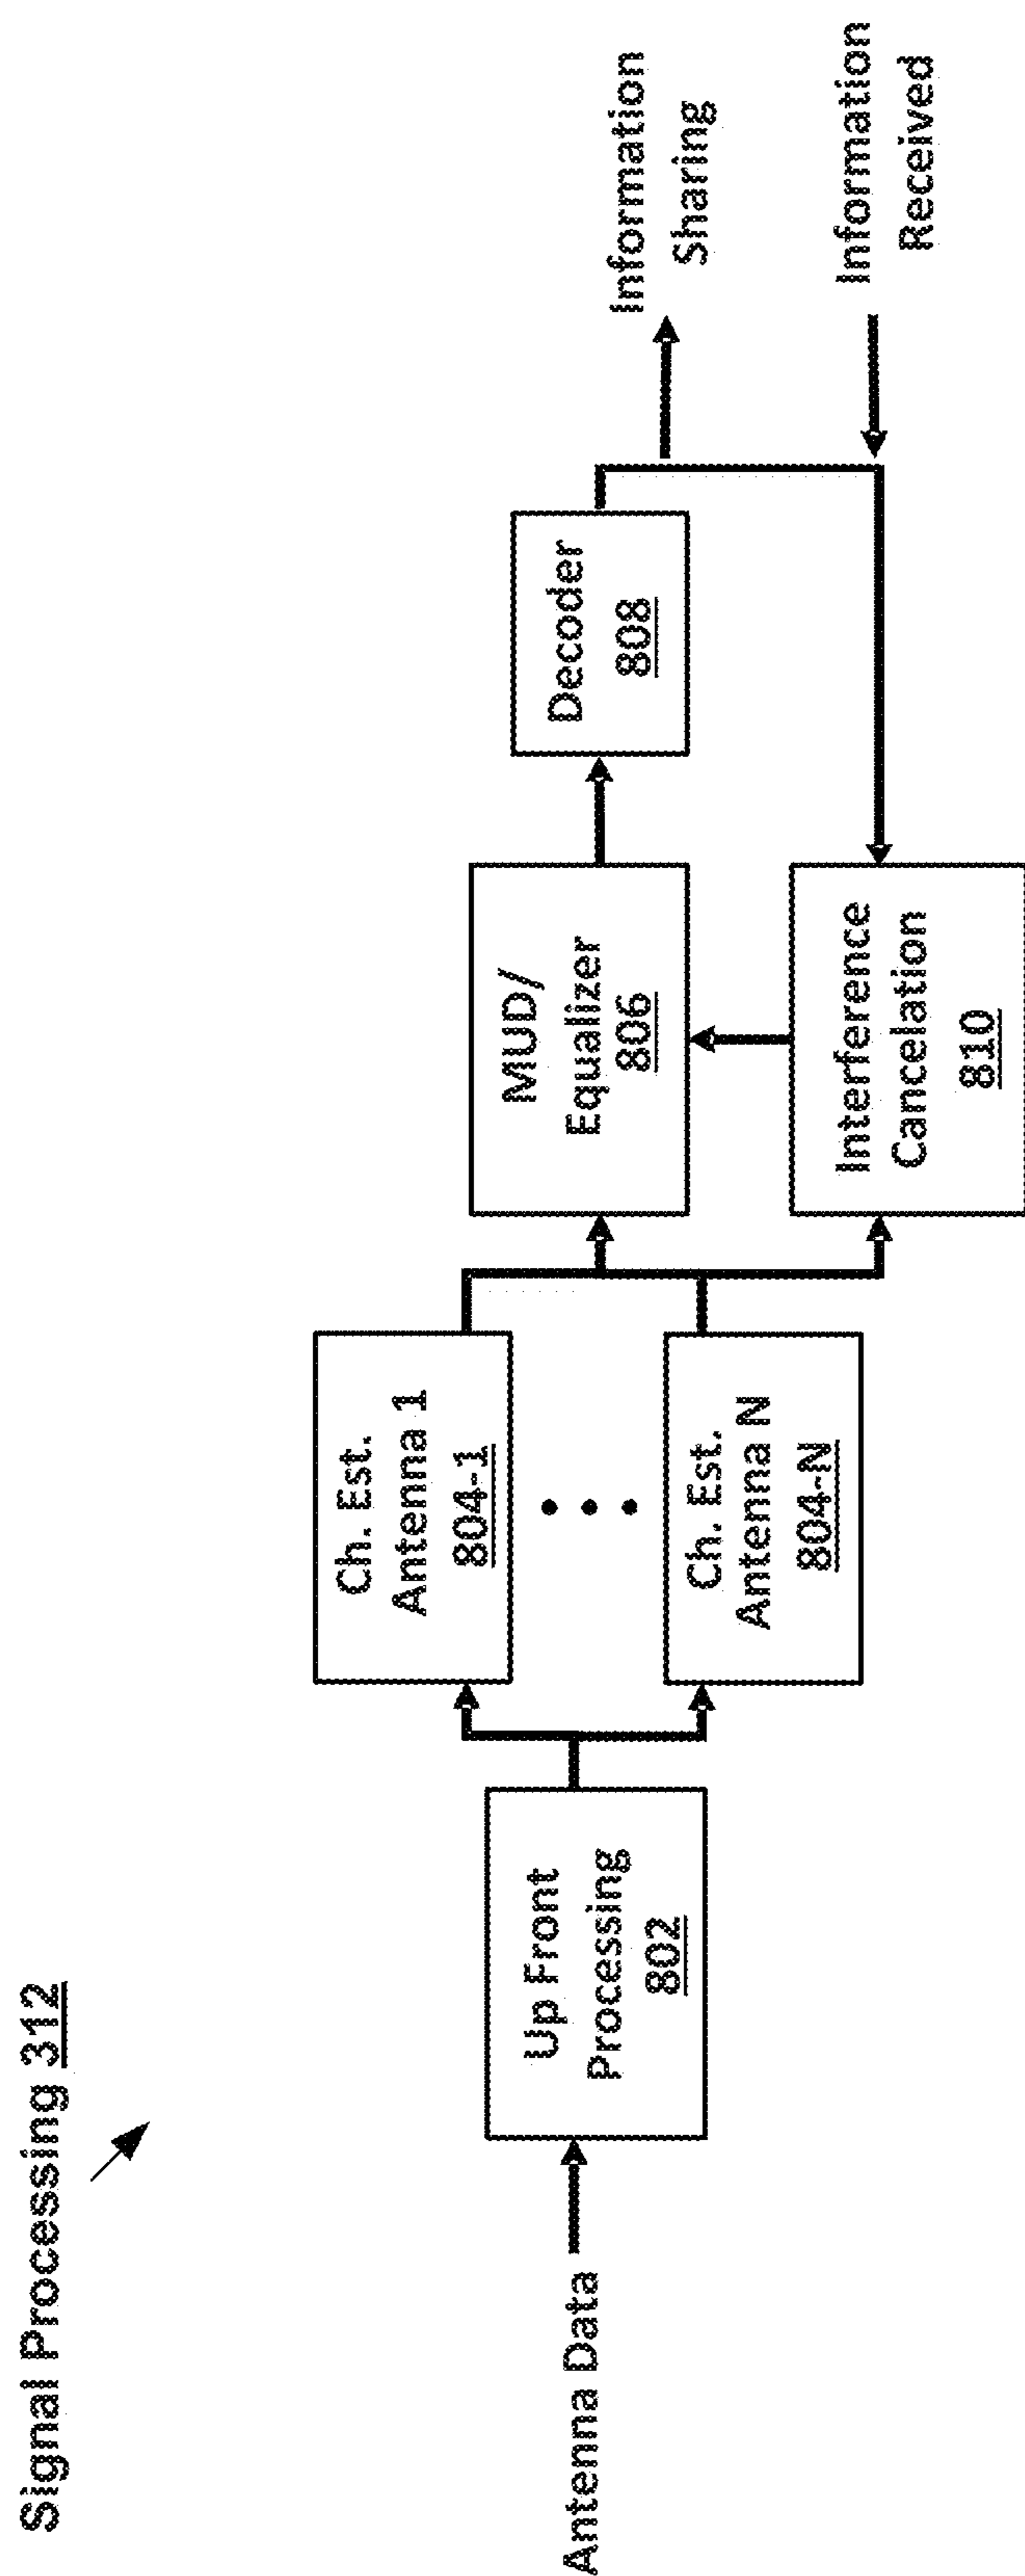 Signal Processing 312
Antenna Data
Up Front
Processing
802
Ch. Est.
Antenna 1
804-1
Ch. Est.
Antenna N
804-N
MUD/
Equalizer
806
Interference
Cancelation
810
Decoder
808
Information
Sharing
Information
Received